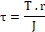 τ = T . r / J